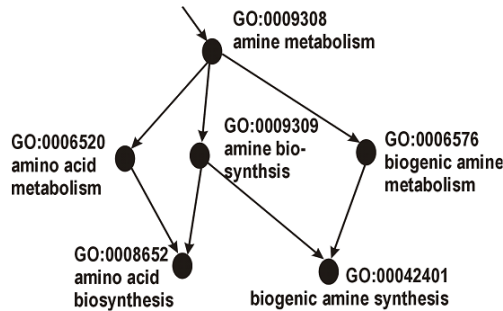 GO:0009308
amine metabolism
GO:0009309
amine bio-
synthsis
GO:0006520
amino acid
metabolism
GO:0006576
biogenic amine
metabolism
GO:0008652
amino acid
biosynthesis
GO:00042401
biogenic amine synthesis